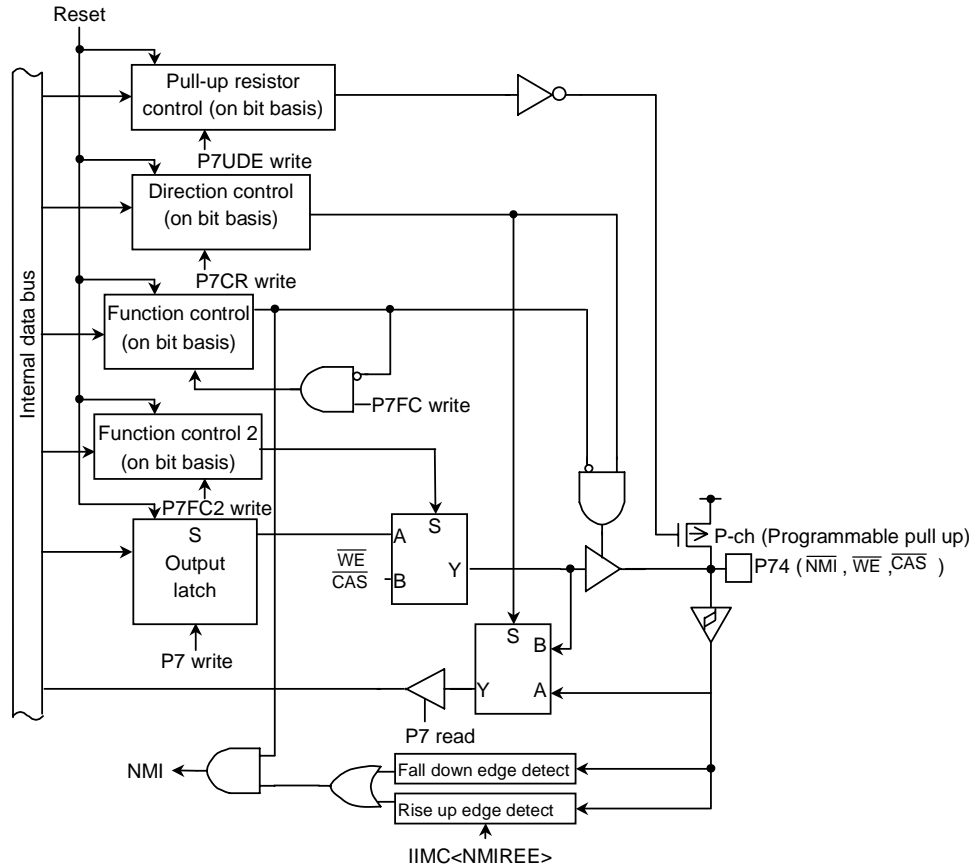 Reset
Internal data bus
Pull-up resistor
control (on bit basis)
P7UDE write
Direction control
(on bit basis)
P7CR write
Function control
(on bit basis)
P7FC write
Function control 2
(on bit basis)
P7FC2 write
S
Output
latch
P7 write
WE
CAS
S
A
B
Y
P-ch (Programmable pull up)
P74 ( NMI , WE ,CAS )
S
B
A
Y
P7 read
NMI
Fall down edge detect
Rise up edge detect
IIMC<NMIREE>